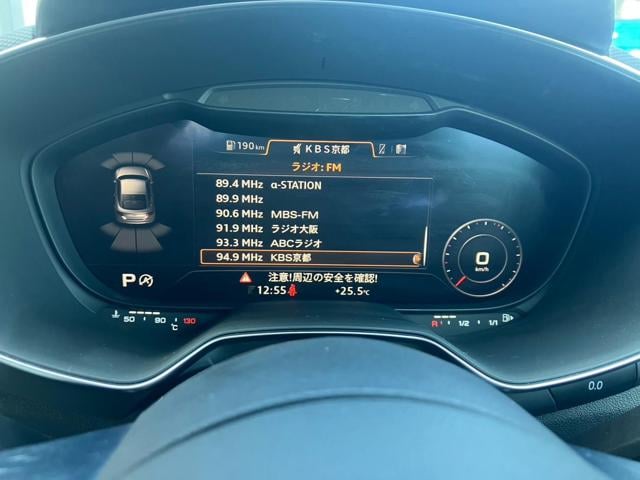 190 km
KBS京都
ラジオ: FM
89.4 MHz α-STATION
89.9 MHz
90.6 MHz MBS-FM
91.9 MHz ラジオ大阪
93.3 MHz ABCラジオ
94.9 MHz KBS京都
注意!周辺の安全を確認!
12:55 +25.5℃
P
0
km/h
50 90 130
℃
R 1/2 1/1
0.0